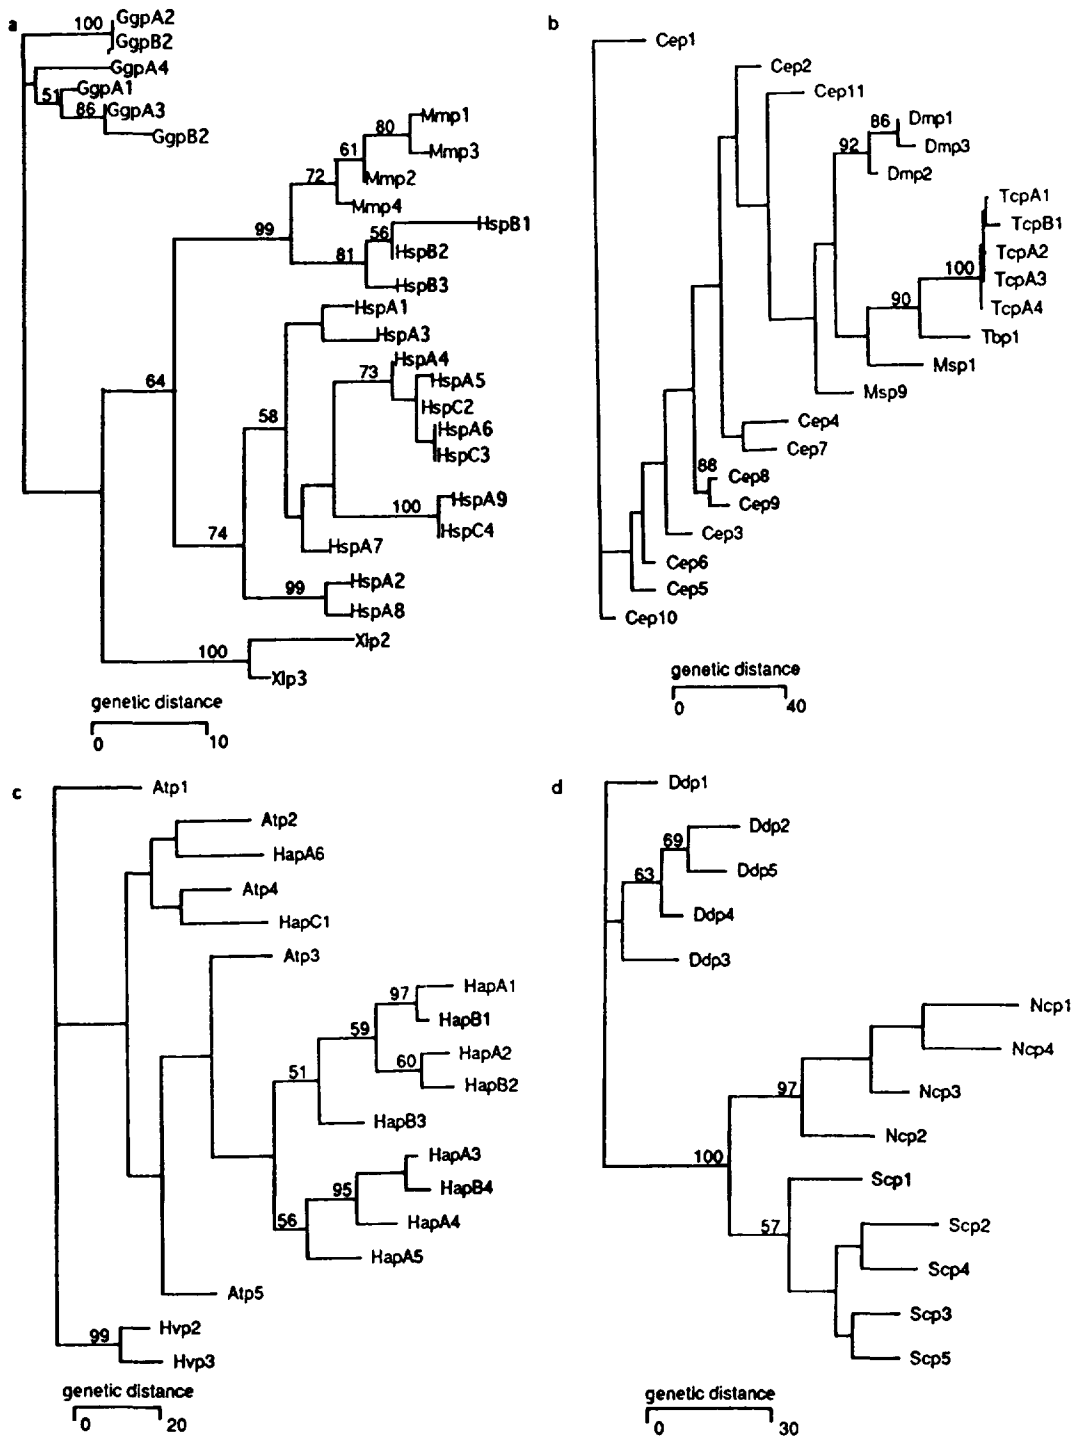 a
100
GgpA2
GgpB2
GgpA4
51
GgpA1
86
GgpA3
GgpB2
Mmp1
80
Mmp3
61
Mmp2
72
Mmp4
99
HspB1
56
HspB2
81
HspB3
HspA1
HspA3
64
HspA4
73
HspA5
HspC2
58
HspA6
HspC3
HspA9
100
HspC4
74
HspA7
HspA2
99
HspA8
Xlp2
100
Xlp3
genetic distance
0 10
b
Cep1
Cep2
Cep11
86
Dmp1
92
Dmp3
Dmp2
TcpA1
TcpB1
TcpA2
100
TcpA3
TcpA4
90
Tbp1
Msp1
Msp9
Cep4
Cep7
88
Cep8
Cep9
Cep3
Cep6
Cep5
Cep10
genetic distance
0 40
c
Atp1
Atp2
HapA6
Atp4
HapC1
Atp3
HapA1
97
HapB1
59
HapA2
60
HapB2
51
HapB3
HapA3
95
HapB4
56
HapA4
HapA5
Atp5
Hvp2
99
Hvp3
genetic distance
0 20
d
Ddp1
Ddp2
69
Ddp5
63
Ddp4
Ddp3
Ncp1
Ncp4
97
Ncp3
Ncp2
100
Scp1
57
Scp2
Scp4
Scp3
Scp5
genetic distance
0 30